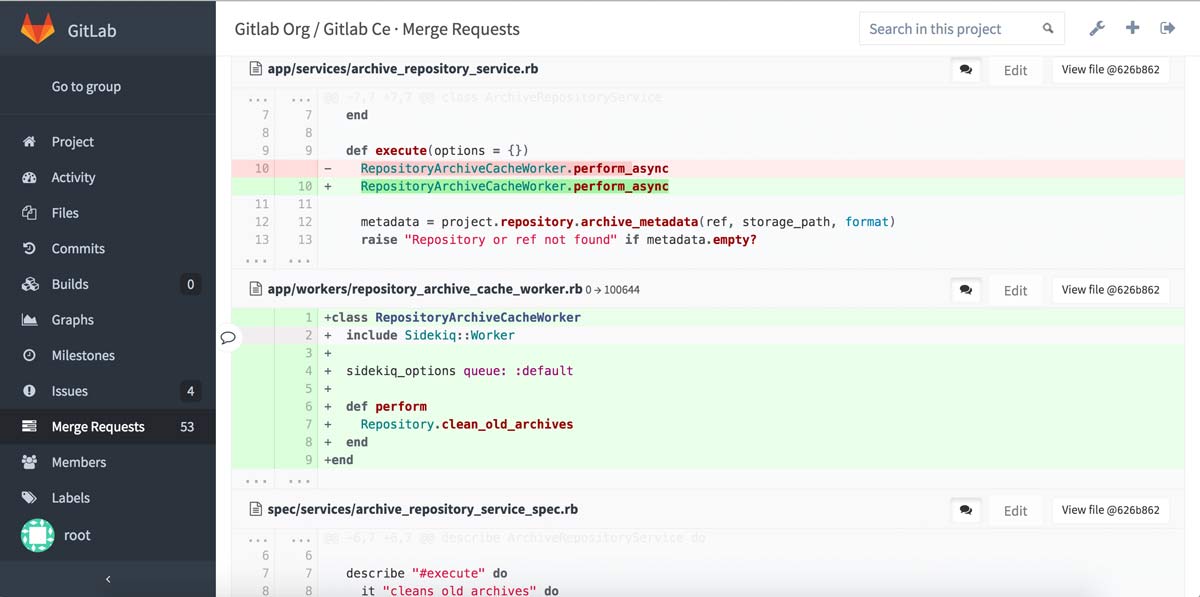 GitLab
Gitlab Org / Gitlab Ce · Merge Requests
Search in this project
Go to group
Project
Activity
Files
Commits
Builds 0
Graphs
Milestones
Issues 4
Merge Requests 53
Members
Labels
root
app/services/archive_repository_service.rb Edit View file @626b862
... ... @@ -7,7 +7,7 @@ class ArchiveRepositoryService
7 7 end
8 8
9 9 def execute(options = {})
10 - RepositoryArchiveCacheWorker.perform_async
10 + RepositoryArchiveCacheWorker.perform_async
11 11
12 12 metadata = project.repository.archive_metadata(ref, storage_path, format)
13 13 raise "Repository or ref not found" if metadata.empty?
... ...
app/workers/repository_archive_cache_worker.rb 0 → 100644 Edit View file @626b862
1 +class RepositoryArchiveCacheWorker
2 + include Sidekiq::Worker
3 +
4 + sidekiq_options queue: :default
5 +
6 + def perform
7 + Repository.clean_old_archives
8 + end
9 +end
... ...
spec/services/archive_repository_service_spec.rb Edit View file @626b862
... ... @@ -6,7 +6,7 @@ describe ArchiveRepositoryService do
6 6
7 7 describe "#execute" do
8 8 it "cleans old archives" do